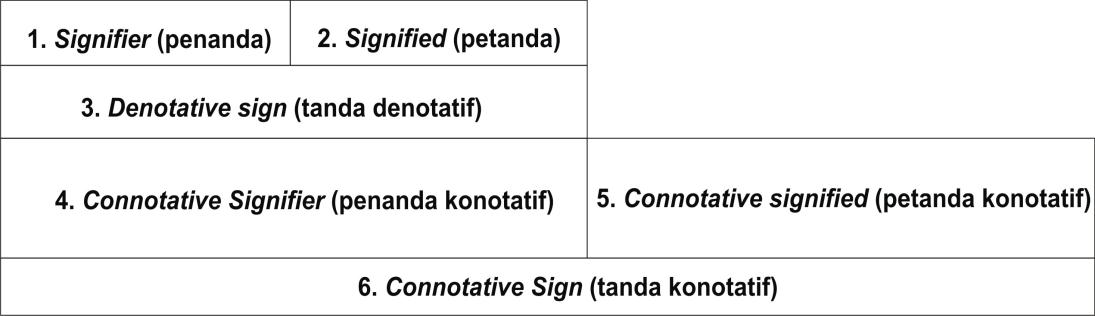 1. Signifier (penanda)
2. Signified (petanda)
3. Denotative sign (tanda denotatif)
4. Connotative Signifier (penanda konotatif)
5. Connotative signified (petanda konotatif)
6. Connotative Sign (tanda konotatif)